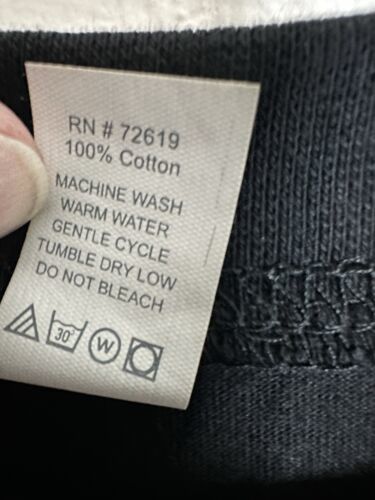 RN # 72619
100% Cotton
MACHINE WASH
WARM WATER
GENTLE CYCLE
TUMBLE DRY LOW
DO NOT BLEACH
30° W